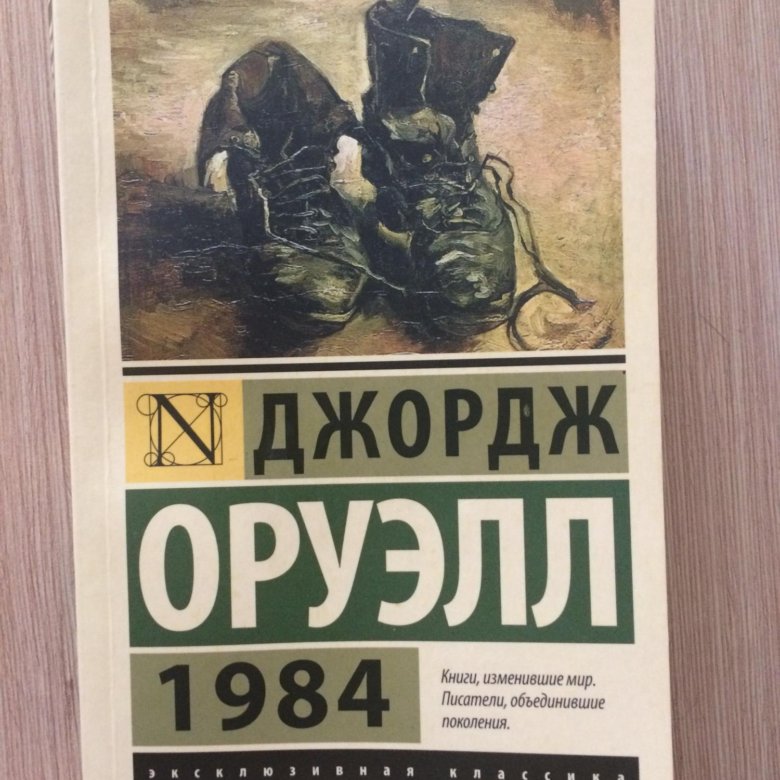 N ДЖОРДЖ
ОРУЭЛЛ
1984
Книги, изменившие мир.
Писатели, объединившие
поколения.
эксклюзивная классика